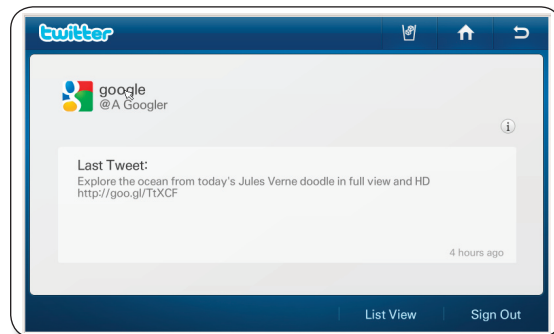 twitter
google
@A Googler
i
Last Tweet:
Explore the ocean from today's Jules Verne doodle in full view and HD
http://goo.gl/TtXCF
4 hours ago
List View
Sign Out